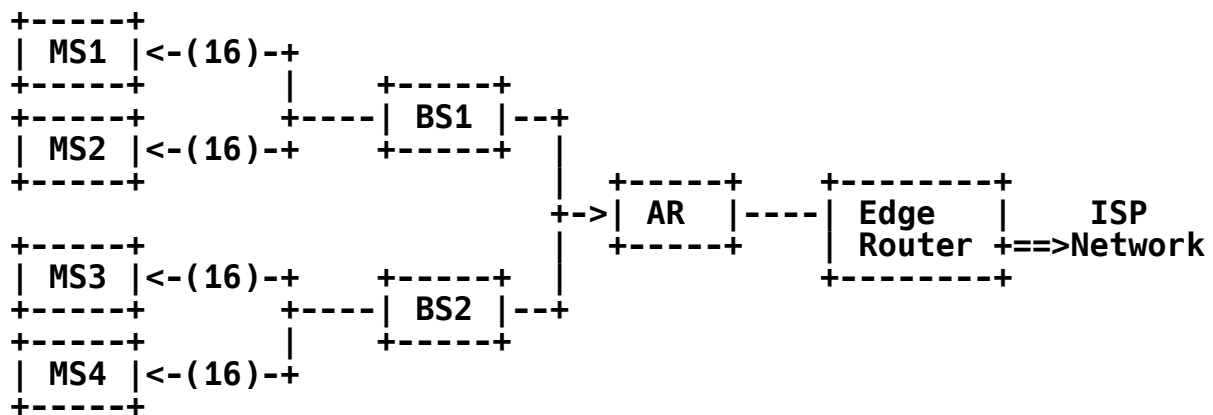 +-----+
| MS1 |<-(16)-+
+-----+       |     +-----+
+-----+       +----| BS1 |--+
| MS2 |<-(16)-+     +-----+  |
+-----+                      |  +-----+    +--------+
                             +->| AR  |----| Edge   |    ISP
+-----+                      |  +-----+    | Router +==>Network
| MS3 |<-(16)-+     +-----+  |             +--------+
+-----+       +----| BS2 |--+
+-----+       |     +-----+
| MS4 |<-(16)-+
+-----+